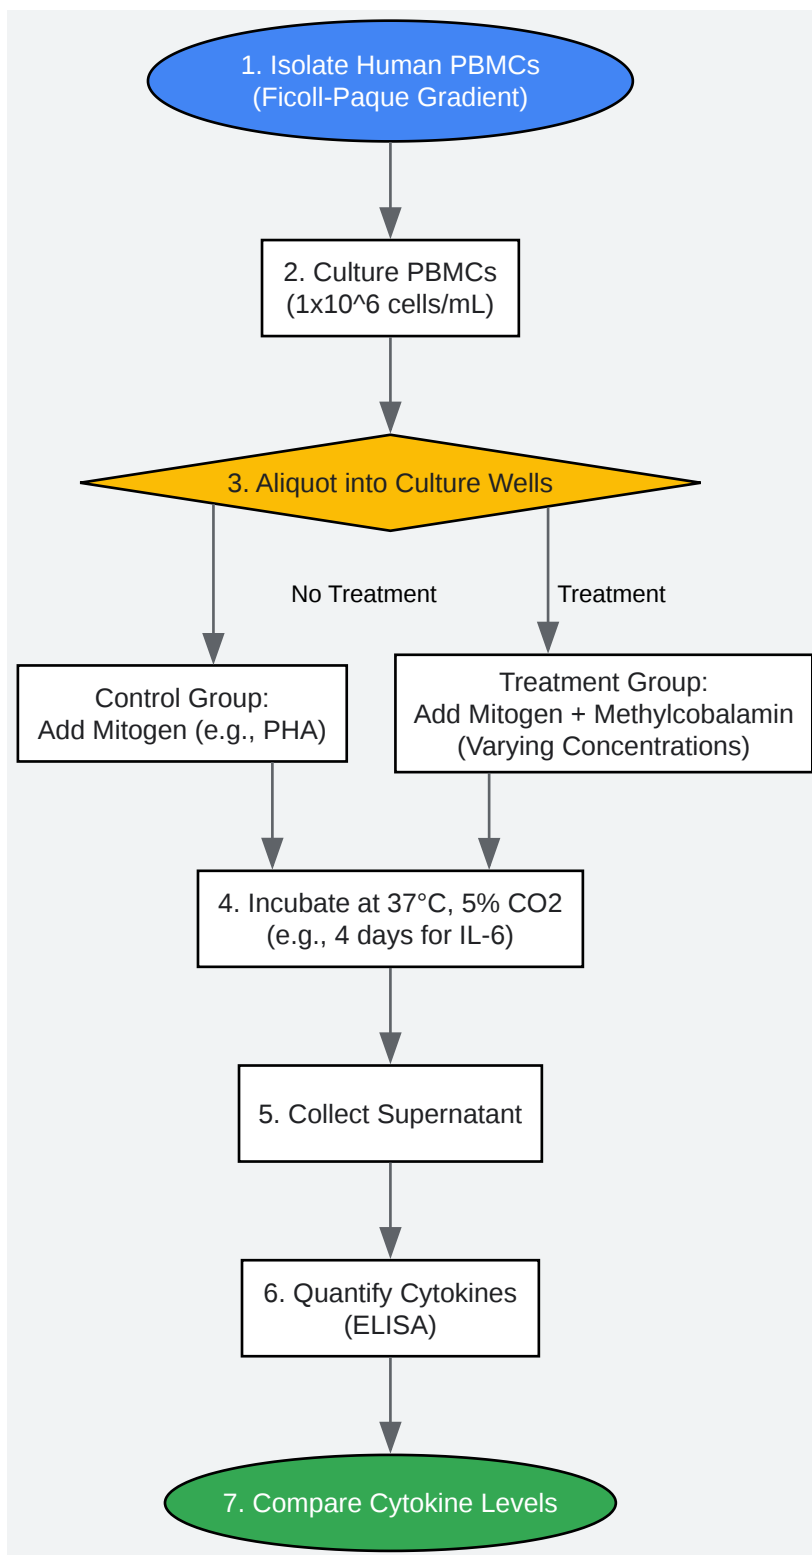 1. Isolate Human PBMCs
(Ficoll-Paque Gradient)
2. Culture PBMCs
(1x10^6 cells/mL)
3. Aliquot into Culture Wells
No Treatment
Treatment
Control Group:
Add Mitogen (e.g., PHA)
Treatment Group:
Add Mitogen + Methylcobalamin
(Varying Concentrations)
4. Incubate at 37°C, 5% CO2
(e.g., 4 days for IL-6)
5. Collect Supernatant
6. Quantify Cytokines
(ELISA)
7. Compare Cytokine Levels